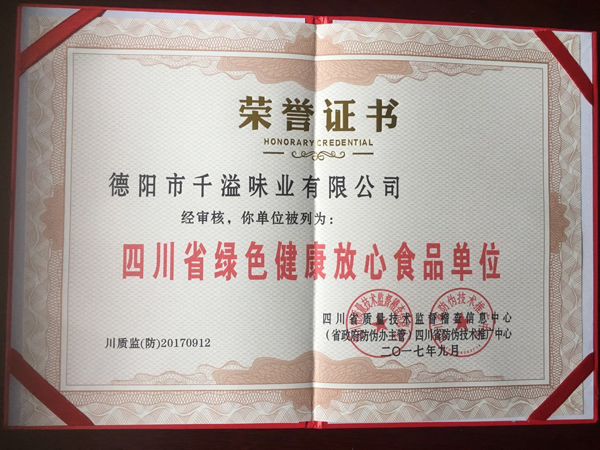 荣誉证书
HONORARY CREDENTIAL
德阳市千溢味业有限公司
经审核，你单位被列为：
四川省绿色健康放心食品单位
四川省质量技术监督稽查信息中心
（省政府防伪办主管）四川省防伪技术推广中心
川质监(防)20170912
二〇一七年九月